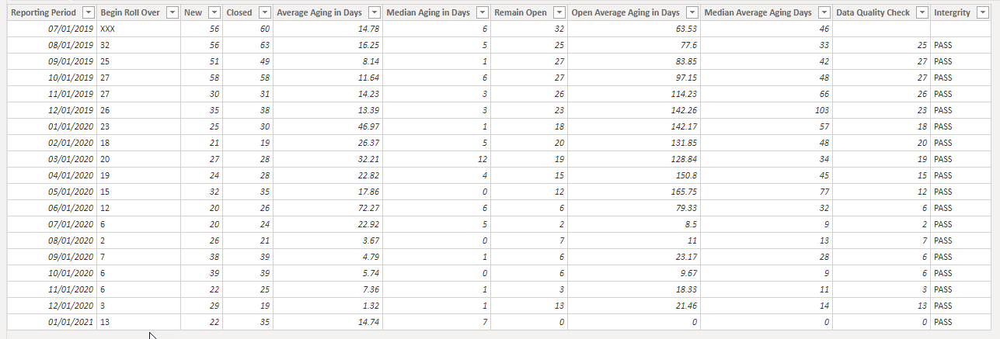 Reporting Period Begin Roll Over New Closed Average Aging in Days Median Aging in Days Remain Open Open Average Aging in Days Median Average Aging Days Data Quality Check Intergrity
07/01/2019 XXX 56 60 14.78 6 32 63.53 46
08/01/2019 32 56 63 16.25 5 25 77.6 33 25 PASS
09/01/2019 25 51 49 8.14 1 27 83.85 42 27 PASS
10/01/2019 27 58 58 11.64 6 27 97.15 48 27 PASS
11/01/2019 27 30 31 14.23 3 26 114.23 66 26 PASS
12/01/2019 26 35 38 13.39 3 23 142.26 103 23 PASS
01/01/2020 23 25 30 46.97 1 18 142.17 57 18 PASS
02/01/2020 18 21 19 26.37 5 20 131.85 48 20 PASS
03/01/2020 20 27 28 32.21 12 19 128.84 34 19 PASS
04/01/2020 19 24 28 22.82 4 15 150.8 45 15 PASS
05/01/2020 15 32 35 17.86 0 12 165.75 77 12 PASS
06/01/2020 12 20 26 72.27 6 6 79.33 32 6 PASS
07/01/2020 6 20 24 22.92 5 2 8.5 9 2 PASS
08/01/2020 2 26 21 3.67 0 7 11 13 7 PASS
09/01/2020 7 38 39 4.79 1 6 23.17 28 6 PASS
10/01/2020 6 39 39 5.74 0 6 9.67 9 6 PASS
11/01/2020 6 22 25 7.36 1 3 18.33 11 3 PASS
12/01/2020 3 29 19 1.32 1 13 21.46 14 13 PASS
01/01/2021 13 22 35 14.74 7 0 0 0 0 PASS